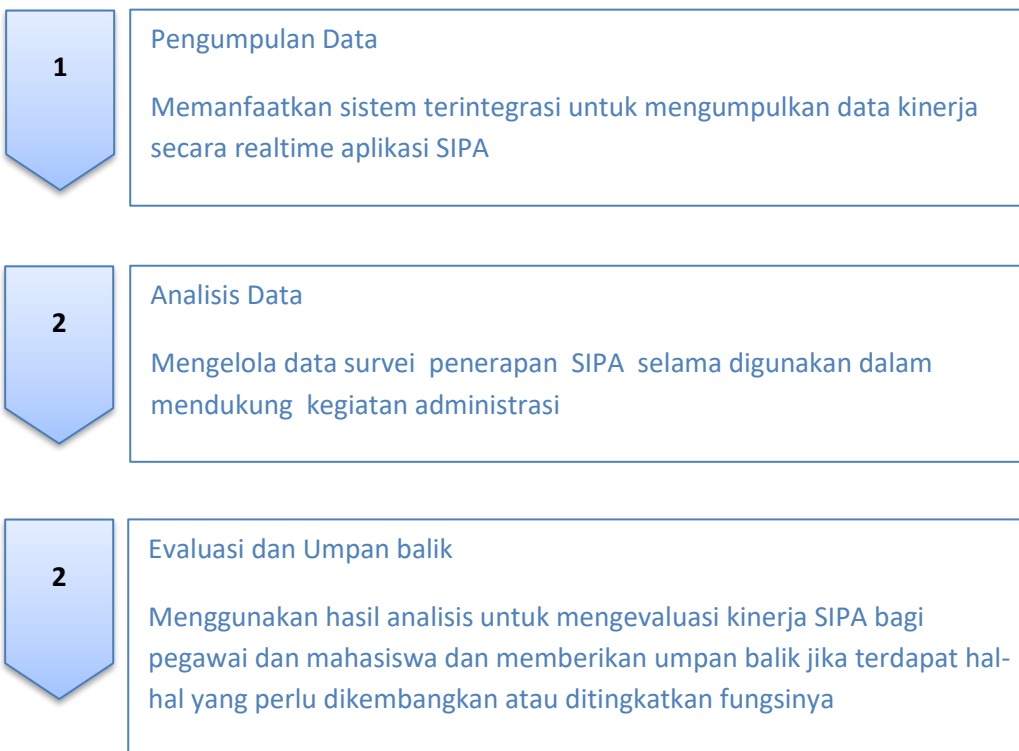 1
Pengumpulan Data
Memanfaatkan sistem terintegrasi untuk mengumpulkan data kinerja
secara realtime aplikasi SIPA
2
Analisis Data
Mengelola data survei penerapan SIPA selama digunakan dalam
mendukung kegiatan administrasi
2
Evaluasi dan Umpan balik
Menggunakan hasil analisis untuk mengevaluasi kinerja SIPA bagi
pegawai dan mahasiswa dan memberikan umpan balik jika terdapat hal-
hal yang perlu dikembangkan atau ditingkatkan fungsinya